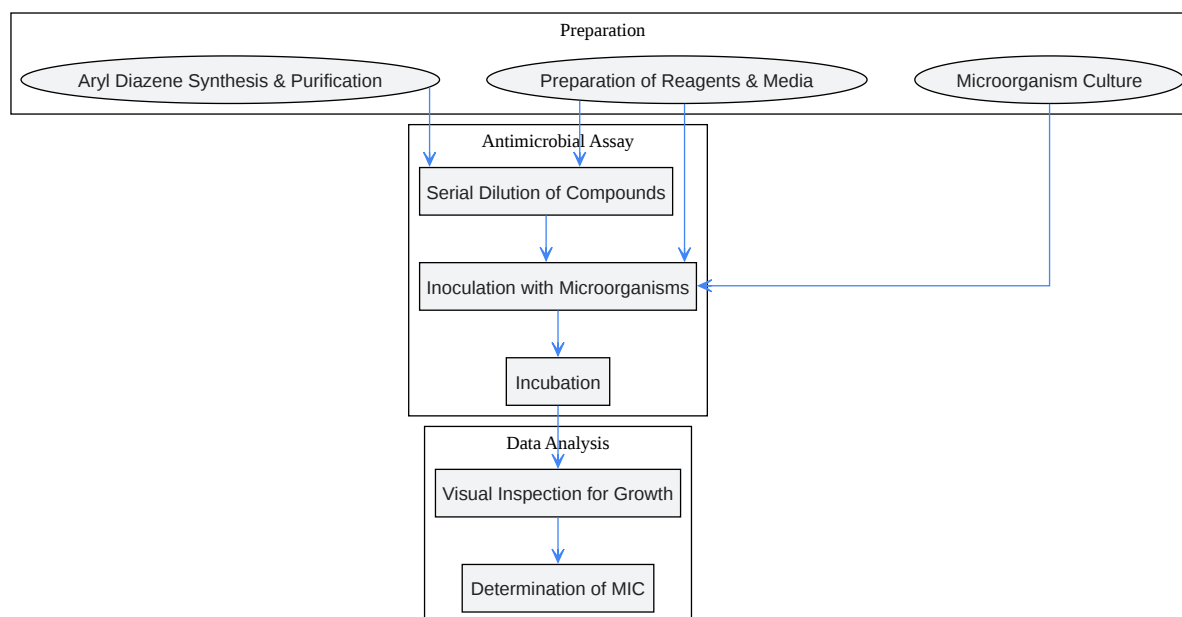 Preparation
Aryl Diazene Synthesis & Purification
Preparation of Reagents & Media
Microorganism Culture
Antimicrobial Assay
Serial Dilution of Compounds
Inoculation with Microorganisms
Incubation
Data Analysis
Visual Inspection for Growth
Determination of MIC